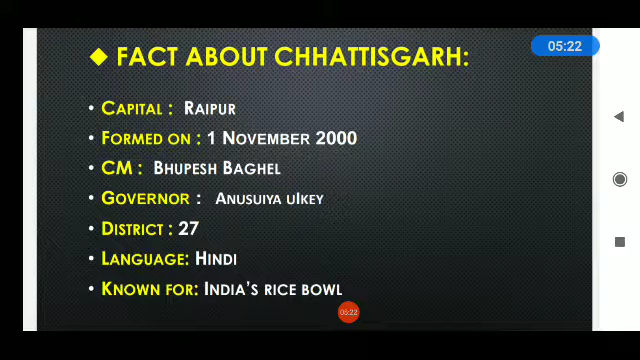 05:22
◆ FACT ABOUT CHHATTISGARH:
• CAPITAL : RAIPUR
• FORMED ON : 1 NOVEMBER 2000
• CM : BHUPESH BAGHEL
• GOVERNOR : ANUSUIYA UIKEY
• DISTRICT : 27
• LANGUAGE: HINDI
• KNOWN FOR: INDIA'S RICE BOWL
05:22